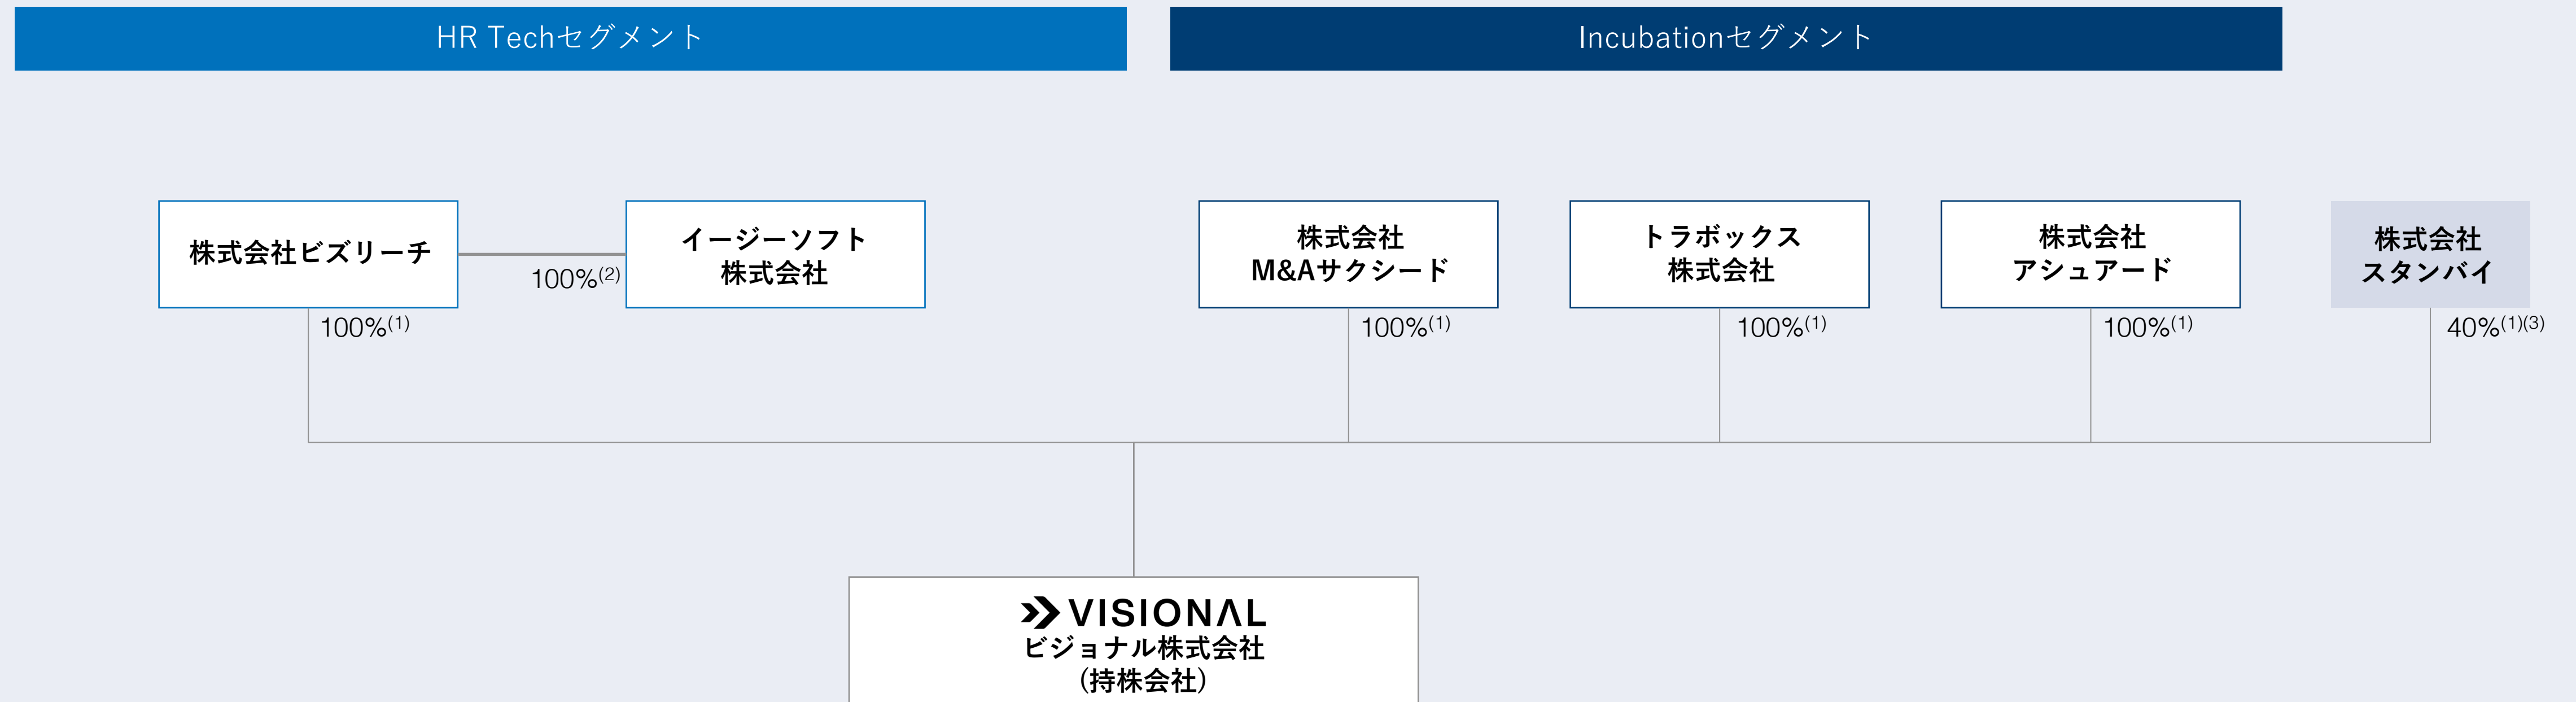 HR Techセグメント
Incubationセグメント
株式会社ビズリーチ
100%(2)
イージーソフト
株式会社
株式会社
M&Aサクシード
トラボックス
株式会社
株式会社
アシュアード
株式会社
スタンバイ
100%(1)
100%(1)
100%(1)
100%(1)
40%(1)(3)
VISIONAL
ビジョナル株式会社
(持株会社)